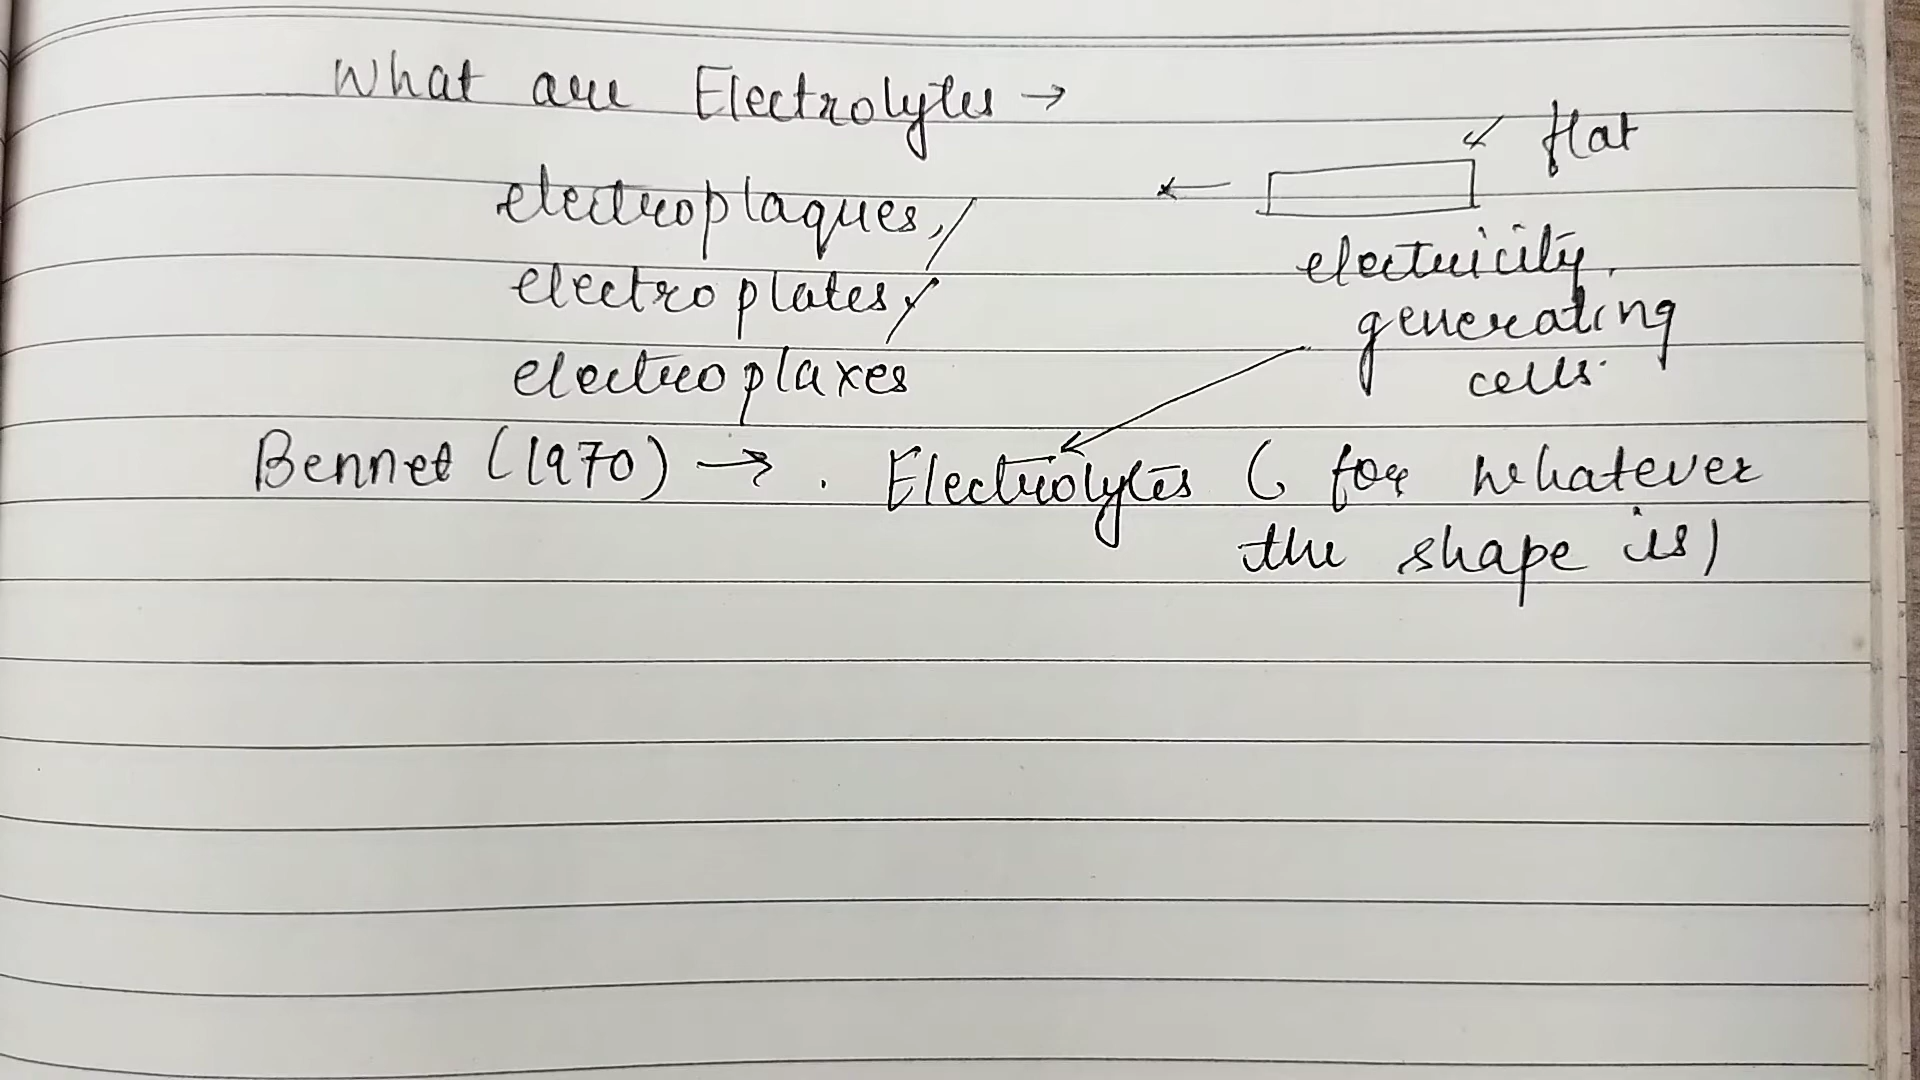 What are Electrolytes →
flat
electroplaques, /
electroplates, /
electroplaxes
electricity
generating
cells.
Bennet (1970) → . Electrolytes ( for whatever
the shape is)